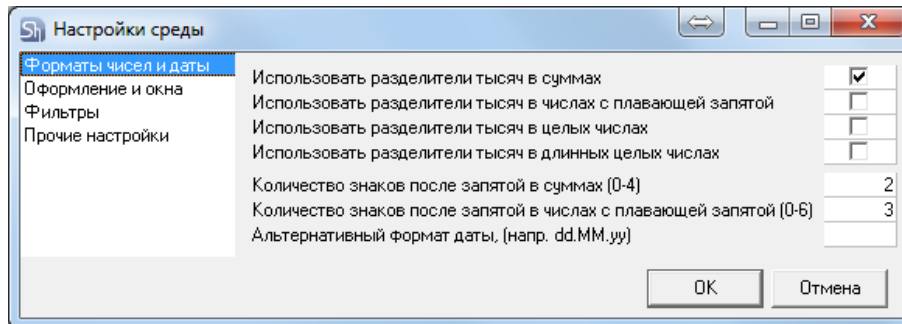 Sh Настройки среды
Форматы чисел и даты
Оформление и окна
Фильтры
Прочие настройки
Использовать разделители тысяч в суммах
Использовать разделители тысяч в числах с плавающей запятой
Использовать разделители тысяч в целых числах
Использовать разделители тысяч в длинных целых числах
Количество знаков после запятой в суммах (0-4) 2
Количество знаков после запятой в числах с плавающей запятой (0-6) 3
Альтернативный формат даты, (напр. dd.MM.yy)
OK Отмена